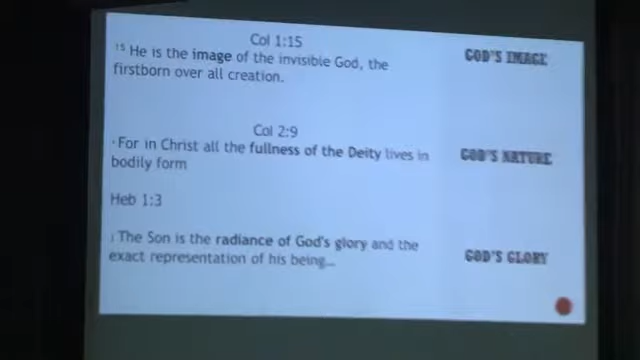 Col 1:15
GOD'S IMAGE
15 He is the image of the invisible God, the
firstborn over all creation.
Col 2:9
For in Christ all the fullness of the Deity lives in
bodily form
GOD'S NATURE
Heb 1:3
The Son is the radiance of God's glory and the
exact representation of his being...
GOD'S GLORY